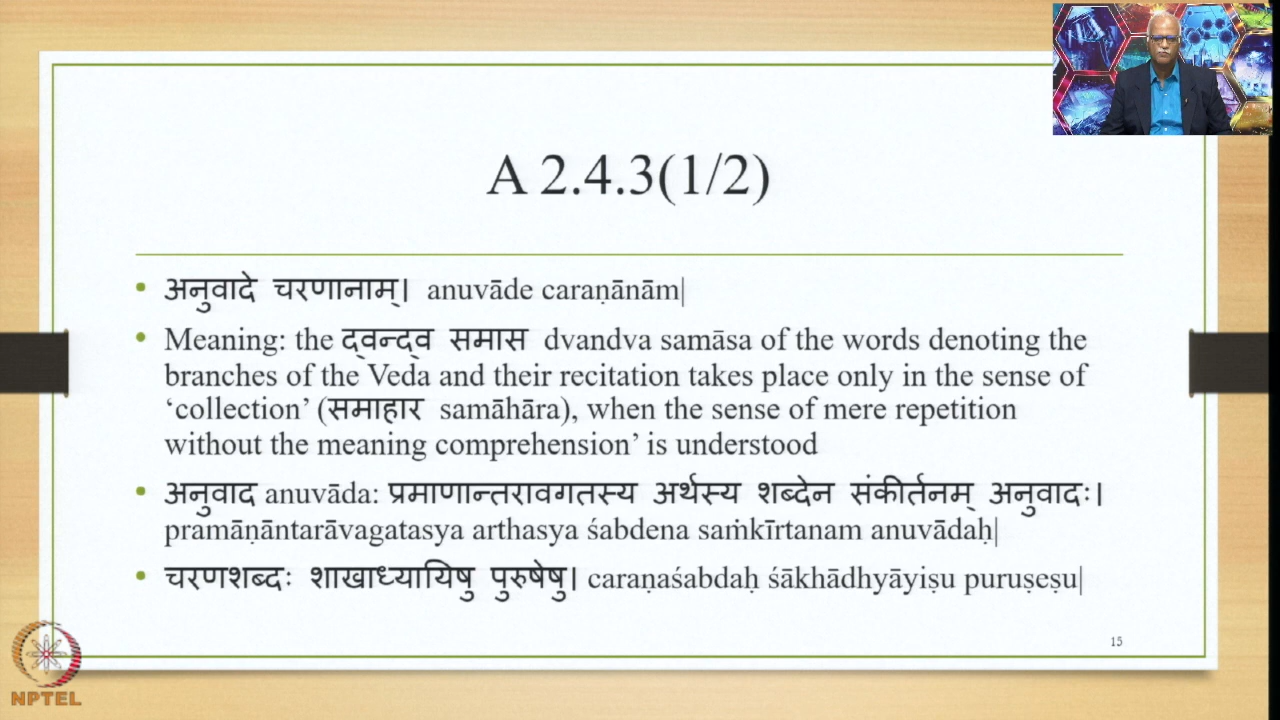 A 2.4.3(1/2)
• अनुवादे चरणानाम्। anuvāde caraṇānām|
• Meaning: the द्वन्द्व समास dvandva samāsa of the words denoting the
branches of the Veda and their recitation takes place only in the sense of
‘collection’ (समाहार samāhāra), when the sense of mere repetition
without the meaning comprehension’ is understood
• अनुवाद anuvāda: प्रमाणान्तरावगतस्य अर्थस्य शब्देन संकीर्तनम् अनुवादः।
pramāṇāntarāvagatasya arthasya śabdena saṁkīrtanam anuvādaḥ|
• चरणशब्दः शाखाध्यायिषु पुरुषेषु। caraṇaśabdaḥ śākhādhyāyiṣu puruṣeṣu|
15
NPTEL